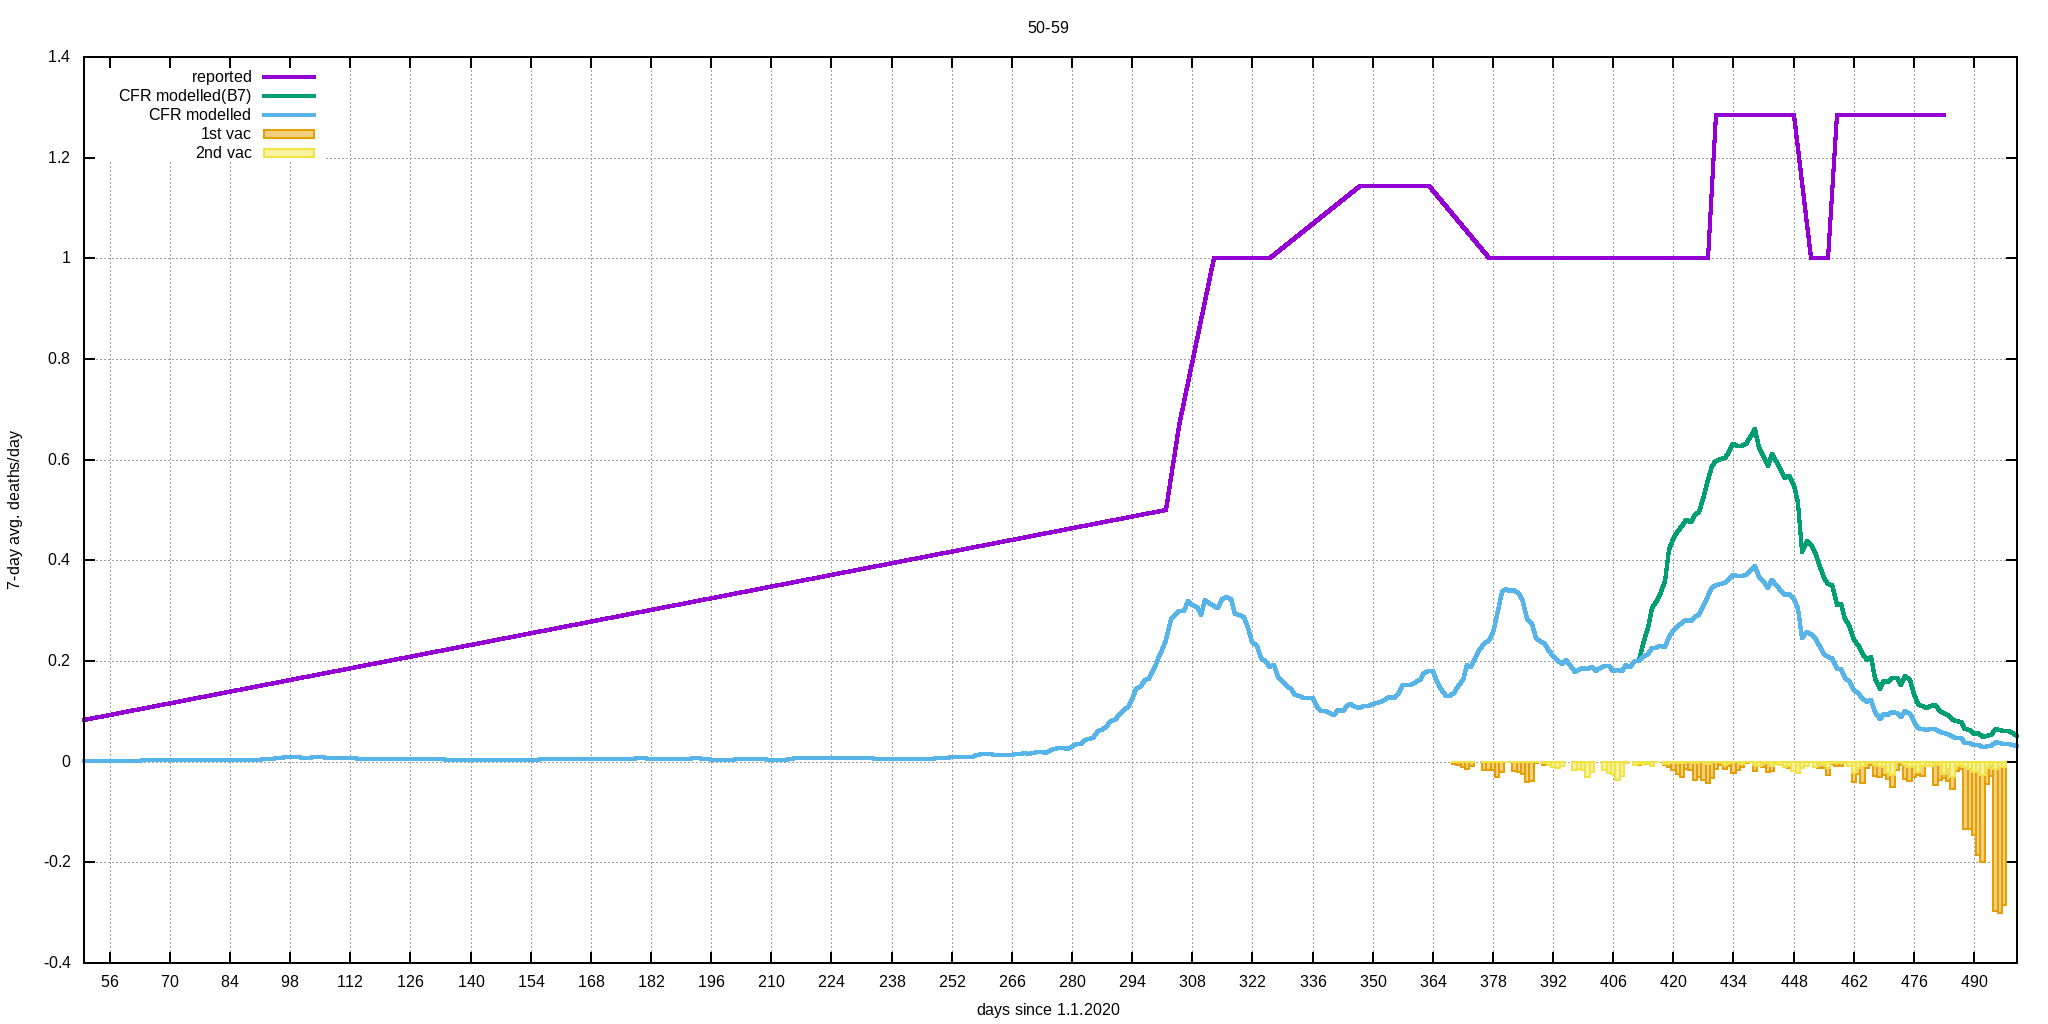 50-59
reported
CFR modelled(B7)
CFR modelled
1st vac
2nd vac
1.4
1.2
1
0.8
0.6
0.4
0.2
0
-0.2
-0.4
7-day avg. deaths/day
56 70 84 98 112 126 140 154 168 182 196 210 224 238 252 266 280 294 308 322 336 350 364 378 392 406 420 434 448 462 476 490
days since 1.1.2020